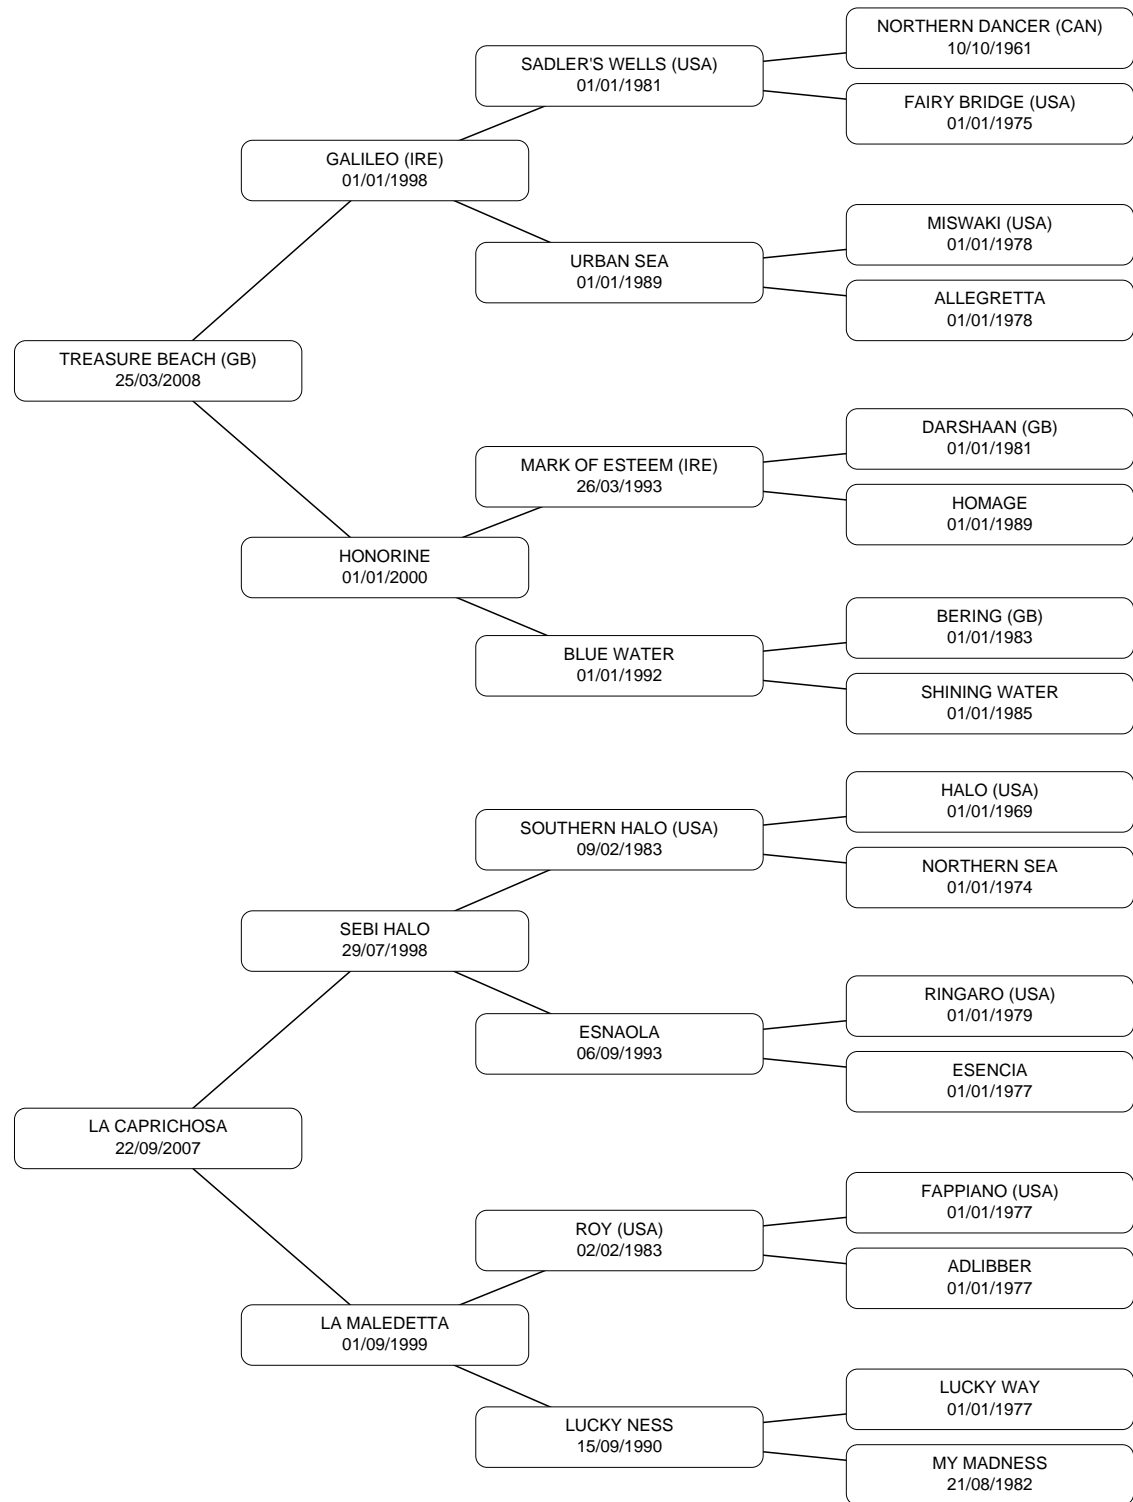 NORTHERN DANCER (CAN)
10/10/1961
SADLER'S WELLS (USA)
01/01/1981
FAIRY BRIDGE (USA)
01/01/1975
GALILEO (IRE)
01/01/1998
MISWAKI (USA)
01/01/1978
URBAN SEA
01/01/1989
ALLEGRETTA
01/01/1978
TREASURE BEACH (GB)
25/03/2008
DARSHAAN (GB)
01/01/1981
MARK OF ESTEEM (IRE)
26/03/1993
HOMAGE
01/01/1989
HONORINE
01/01/2000
BERING (GB)
01/01/1983
BLUE WATER
01/01/1992
SHINING WATER
01/01/1985
HALO (USA)
01/01/1969
SOUTHERN HALO (USA)
09/02/1983
NORTHERN SEA
01/01/1974
SEBI HALO
29/07/1998
RINGARO (USA)
01/01/1979
ESNAOLA
06/09/1993
ESENCIA
01/01/1977
LA CAPRICHOSA
22/09/2007
FAPPIANO (USA)
01/01/1977
ROY (USA)
02/02/1983
ADLIBBER
01/01/1977
LA MALEDETTA
01/09/1999
LUCKY WAY
01/01/1977
LUCKY NESS
15/09/1990
MY MADNESS
21/08/1982